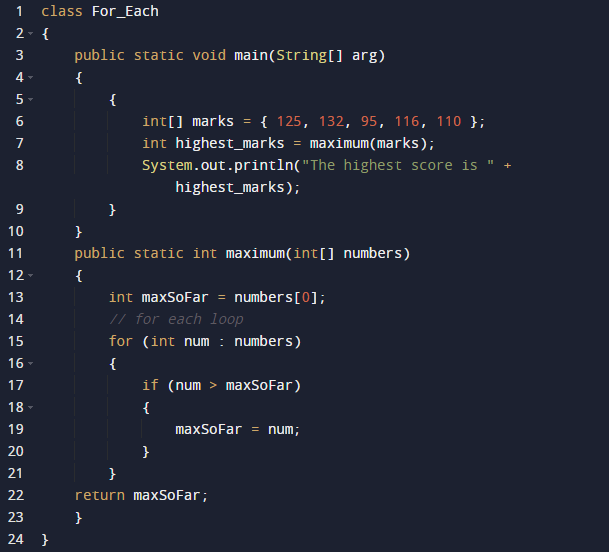 1 class For_Each
2 {
3     public static void main(String[] arg)
4     {
5         {
6             int[] marks = { 125, 132, 95, 116, 110 };
7             int highest_marks = maximum(marks);
8             System.out.println("The highest score is " +
                highest_marks);
9         }
10     }
11     public static int maximum(int[] numbers)
12     {
13         int maxSoFar = numbers[0];
14         // for each loop
15         for (int num : numbers)
16         {
17             if (num > maxSoFar)
18             {
19                 maxSoFar = num;
20             }
21         }
22     return maxSoFar;
23     }
24 }